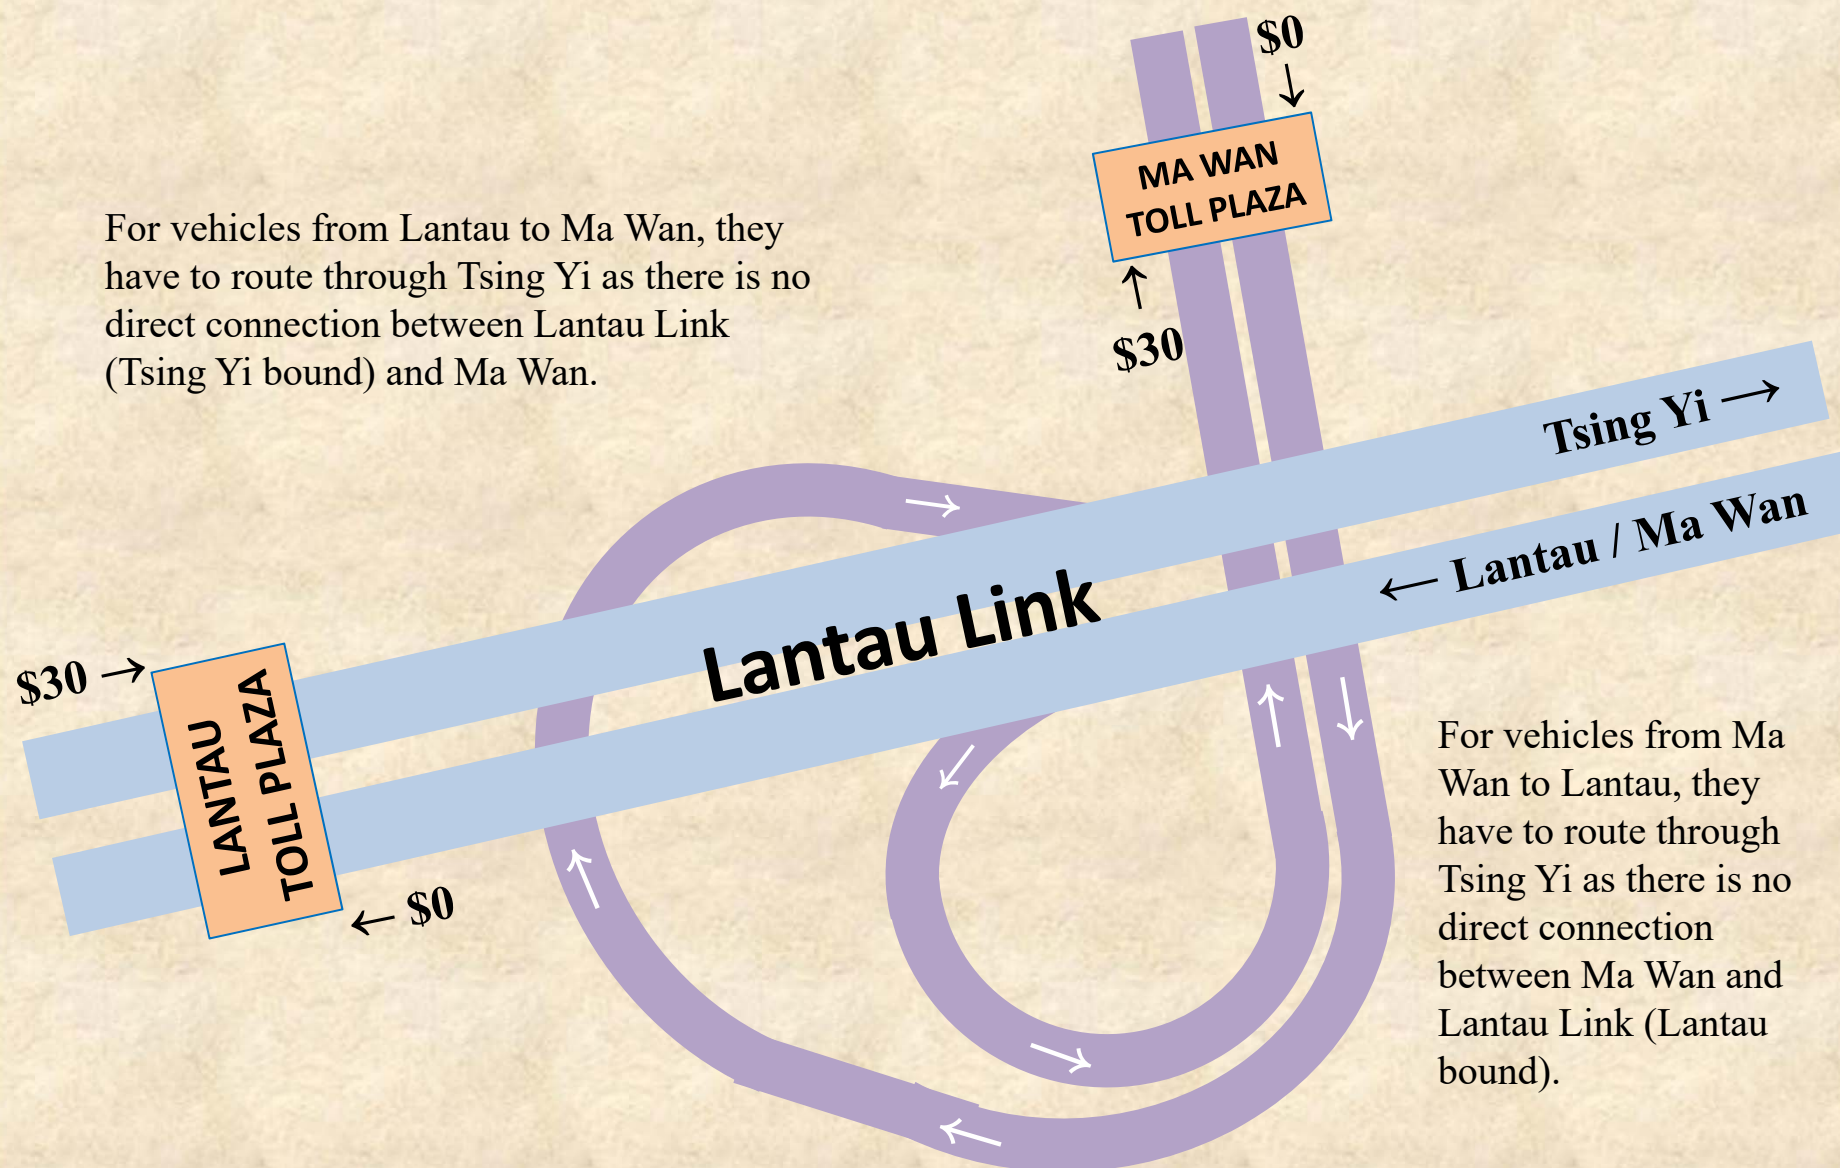 $0
↓
MA WAN
TOLL PLAZA
↑
$30
For vehicles from Lantau to Ma Wan, they
have to route through Tsing Yi as there is no
direct connection between Lantau Link
(Tsing Yi bound) and Ma Wan.
Tsing Yi →
← Lantau / Ma Wan
Lantau Link
$30 →
LANTAU
TOLL PLAZA
← $0
For vehicles from Ma
Wan to Lantau, they
have to route through
Tsing Yi as there is no
direct connection
between Ma Wan and
Lantau Link (Lantau
bound).